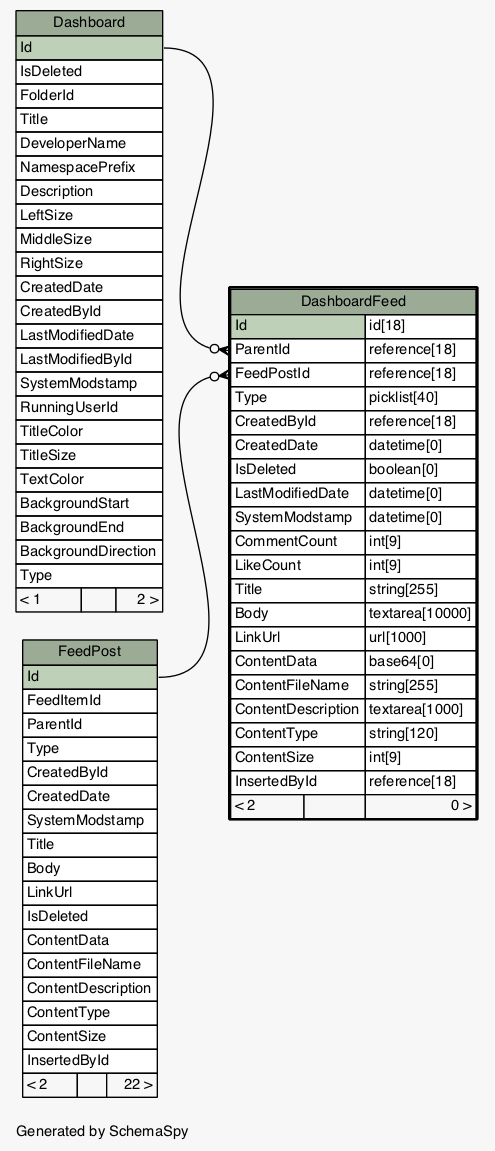 Dashboard
Id
IsDeleted
FolderId
Title
DeveloperName
NamespacePrefix
Description
LeftSize
MiddleSize
RightSize
CreatedDate
CreatedById
LastModifiedDate
LastModifiedById
SystemModstamp
RunningUserId
TitleColor
TitleSize
TextColor
BackgroundStart
BackgroundEnd
BackgroundDirection
Type
< 1 2 >
DashboardFeed
Id id[18]
ParentId reference[18]
FeedPostId reference[18]
Type picklist[40]
CreatedById reference[18]
CreatedDate datetime[0]
IsDeleted boolean[0]
LastModifiedDate datetime[0]
SystemModstamp datetime[0]
CommentCount int[9]
LikeCount int[9]
Title string[255]
Body textarea[10000]
LinkUrl url[1000]
ContentData base64[0]
ContentFileName string[255]
ContentDescription textarea[1000]
ContentType string[120]
ContentSize int[9]
InsertedById reference[18]
< 2 0 >
FeedPost
Id
FeedItemId
ParentId
Type
CreatedById
CreatedDate
SystemModstamp
Title
Body
LinkUrl
IsDeleted
ContentData
ContentFileName
ContentDescription
ContentType
ContentSize
InsertedById
< 2 22 >
Generated by SchemaSpy